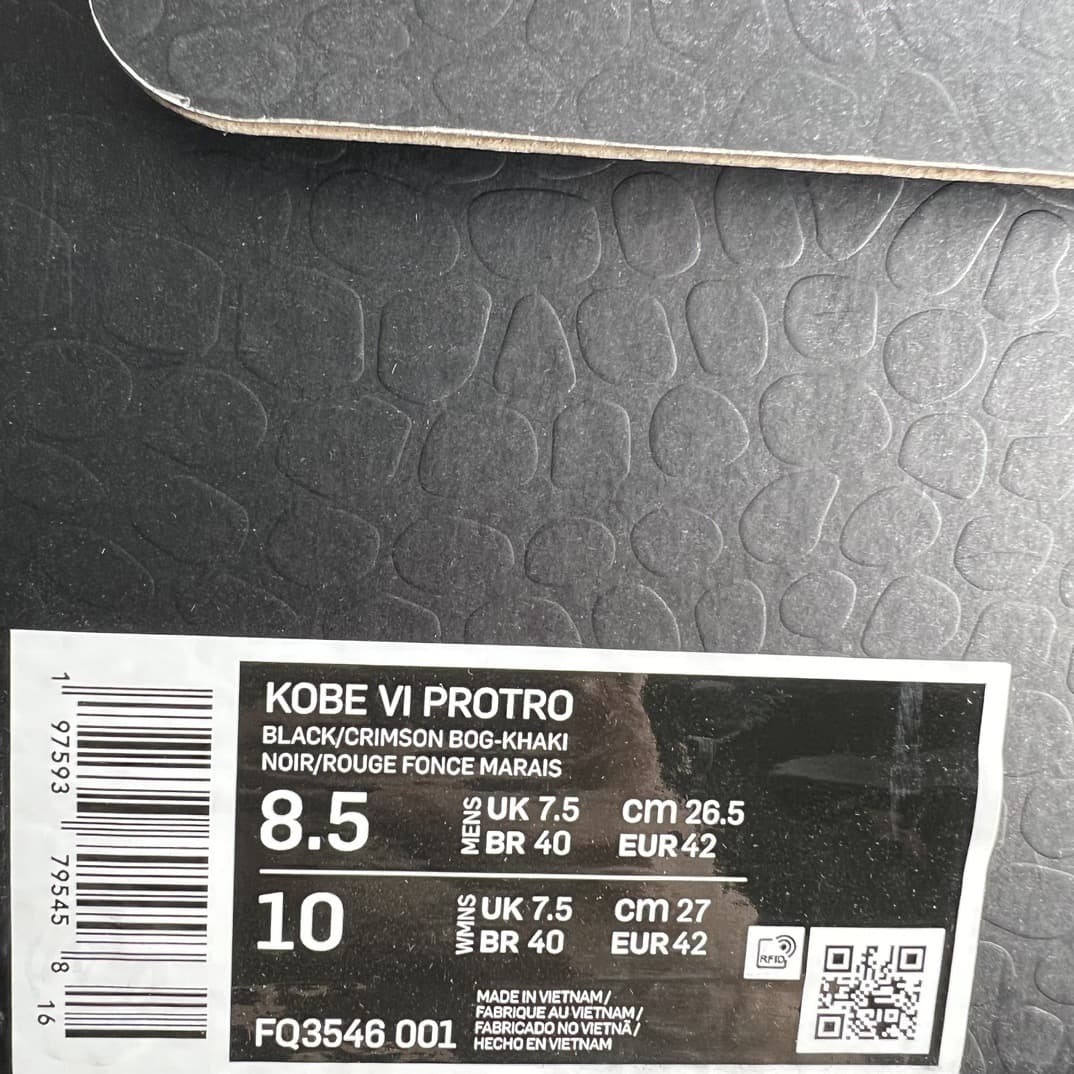 KOBE VI PROTRO
BLACK/CRIMSON BOG-KHAKI
NOIR/ROUGE FONCE MARAIS
8.5 MENS UK 7.5 cm 26.5
BR 40 EUR 42
10 WMNS UK 7.5 cm 27
BR 40 EUR 42
RFID
MADE IN VIETNAM/
FABRIQUE AU VIETNAM/
FABRICADO NO VIETNÃ/
HECHO EN VIETNAM
FQ3546 001
1 97593 79545 8 16